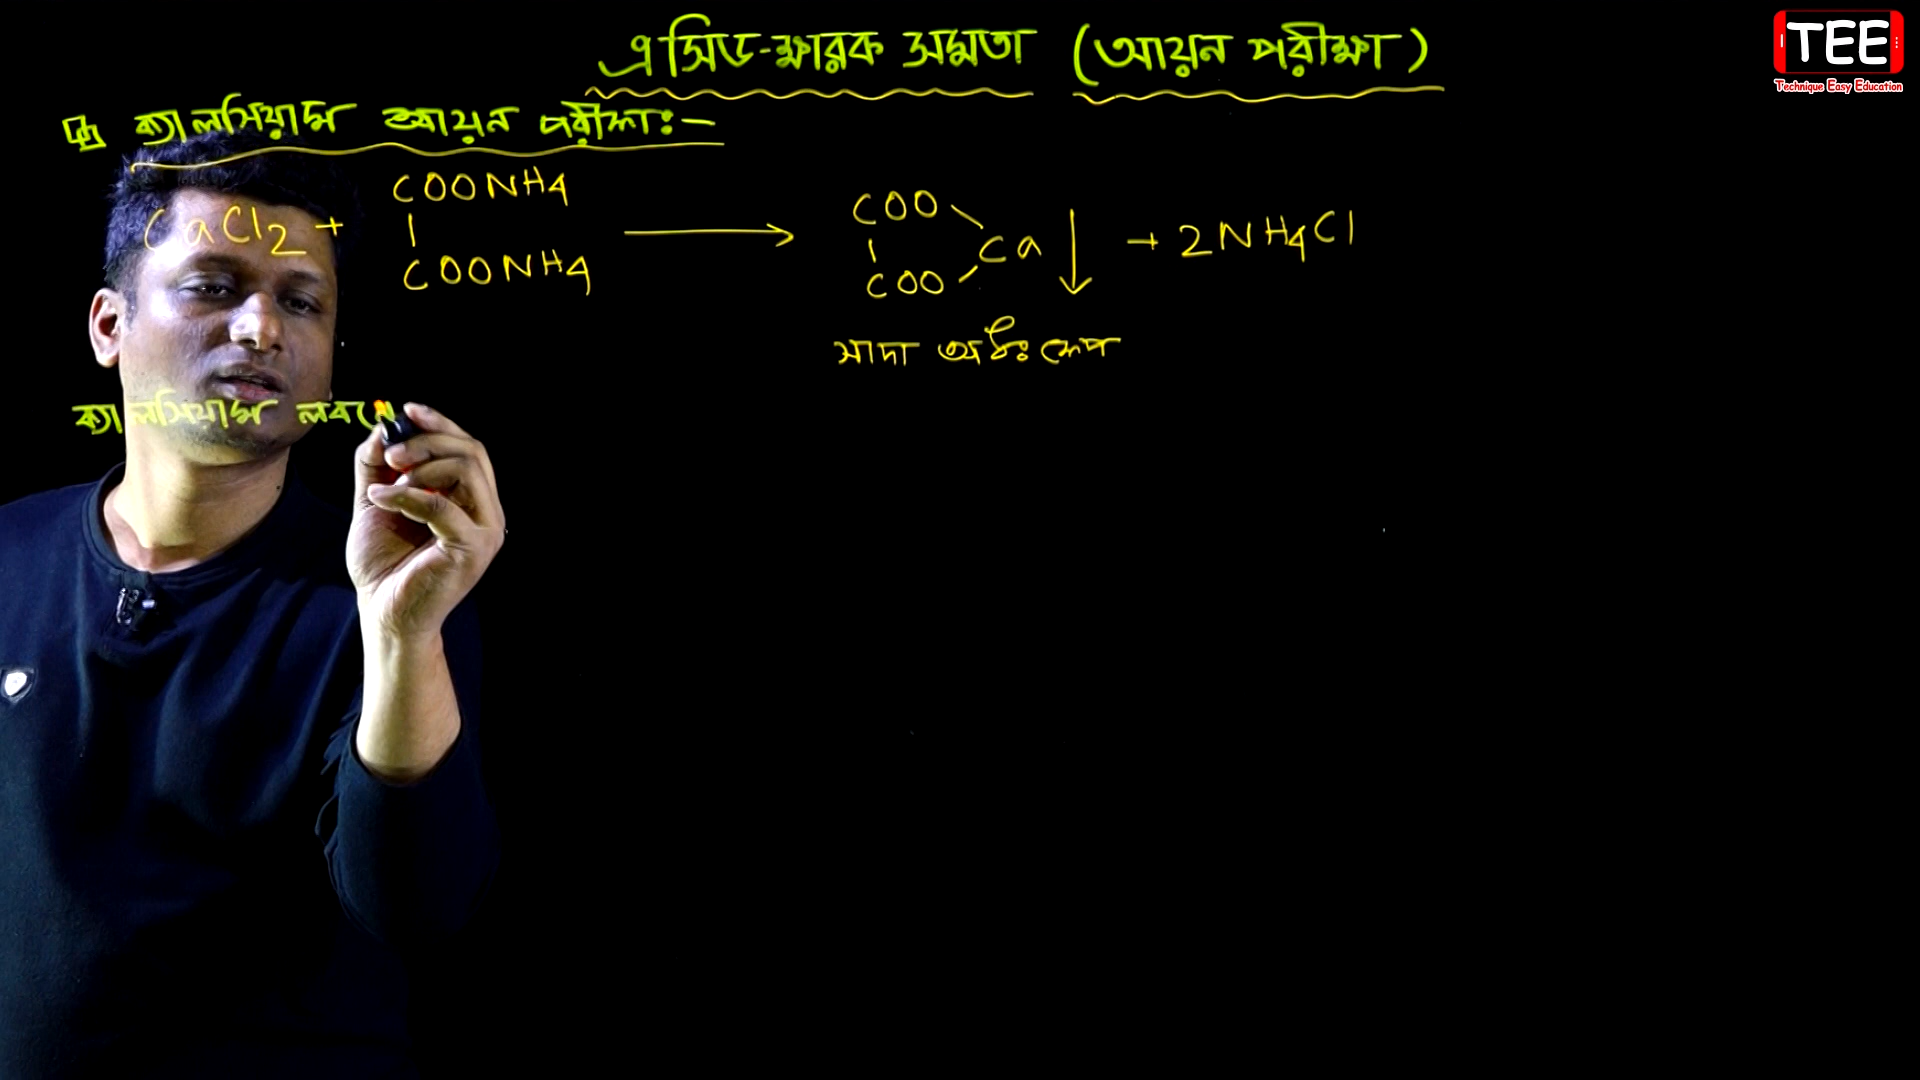 এসিড-ক্ষারক সমতা (আয়ন পরীক্ষা)
TEE
Technique Easy Education
ক্যালসিয়াম আয়ন পরীক্ষা:-
CaCl2 + COONH4 | COONH4 ⟶ COO | COO Ca ↓ + 2NH4Cl
সাদা অধঃক্ষেপ
ক্যালসিয়াম লবনে